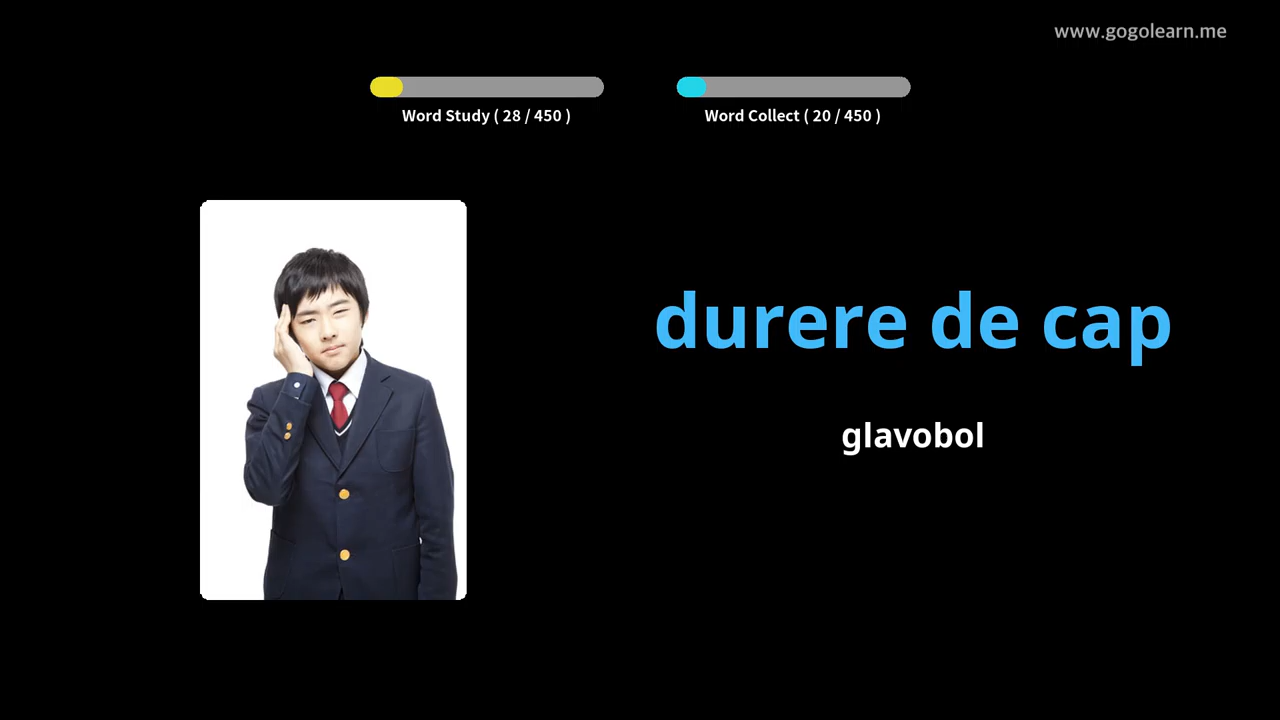 www.gogolearn.me
Word Study ( 28 / 450 )
Word Collect ( 20 / 450 )
durere de cap
glavobol